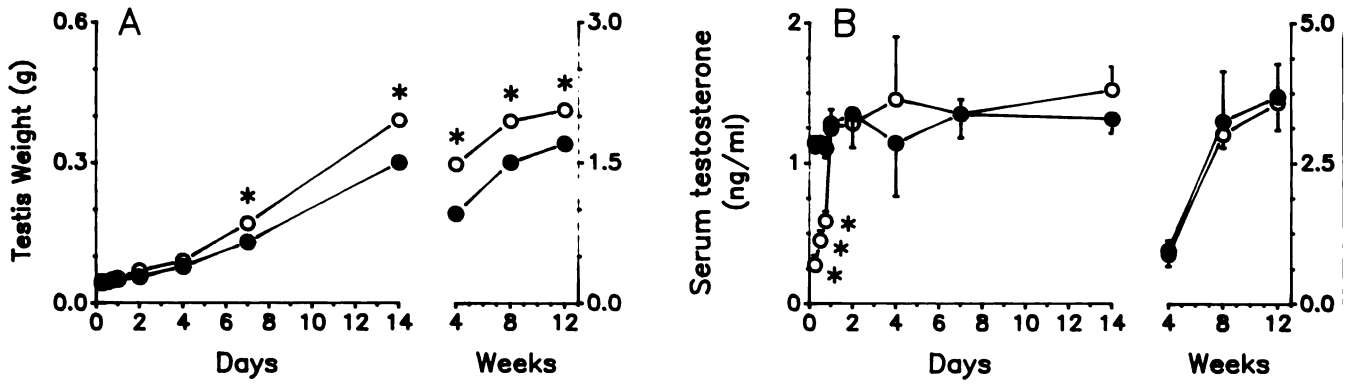 A
B
0.6
3.0
2
5.0
Testis Weight (g)
Serum testosterone
(ng/ml)
*
*
*
*
*
0.3
1.5
1
2.5
*
*
*
0.0
0.0
0
0.0
0 2 4 6 8 10 12 14 4 8 12
0 2 4 6 8 10 12 14 4 8 12
Days Weeks
Days Weeks